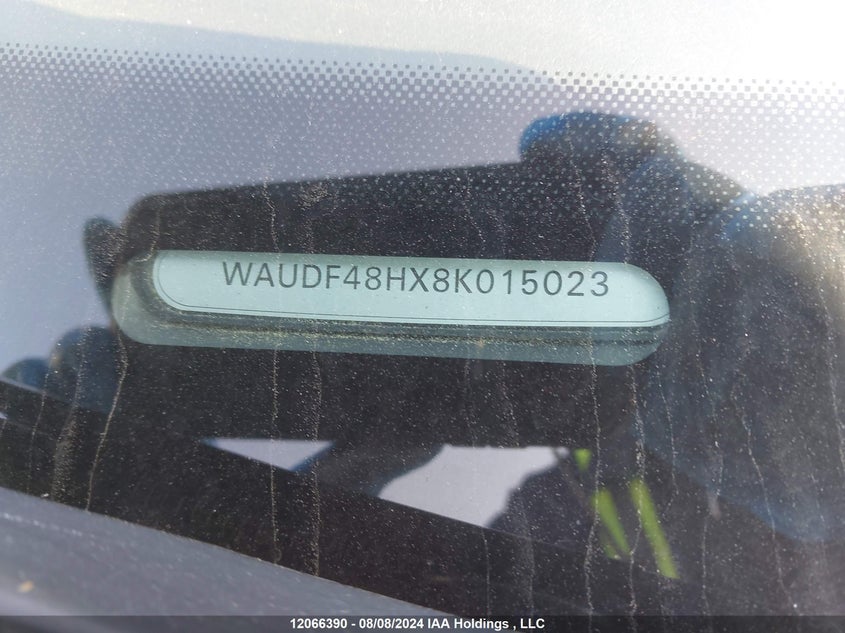 WAUDF48HX8K015023
12066390 - 08/08/2024 IAA Holdings , LLC